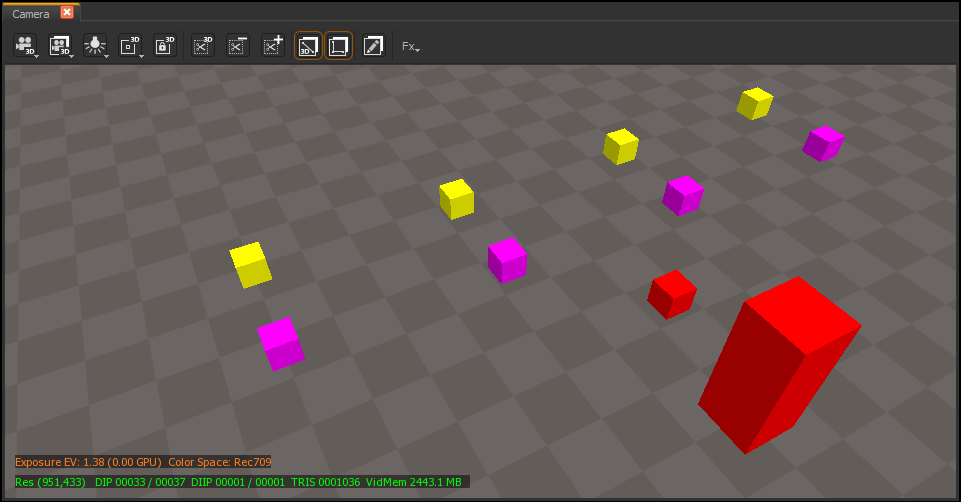 Camera
3D 3D 3D 3D 3D 3D Fx
Exposure EV: 1.38 (0.00 GPU) Color Space: Rec709
Res (951,433) DIP 00033 / 00037 DIIP 00001 / 00001 TRIS 0001036 VidMem 2443.1 MB